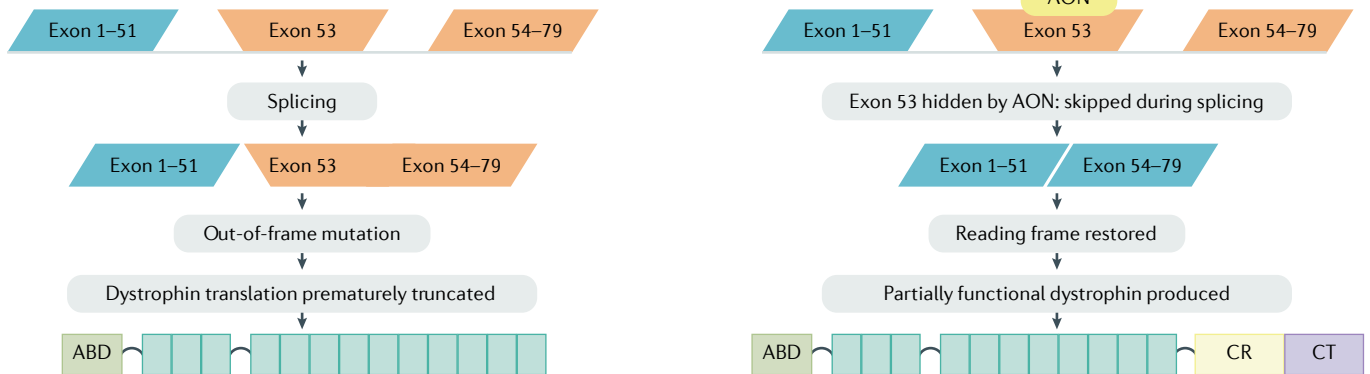 AON
Exon 1–51
Exon 53
Exon 54–79
Exon 1–51
Exon 53
Exon 54–79
Splicing
Exon 53 hidden by AON: skipped during splicing
Exon 1–51
Exon 53
Exon 54–79
Exon 1–51
Exon 54–79
Out-of-frame mutation
Reading frame restored
Dystrophin translation prematurely truncated
Partially functional dystrophin produced
ABD
ABD
CR
CT